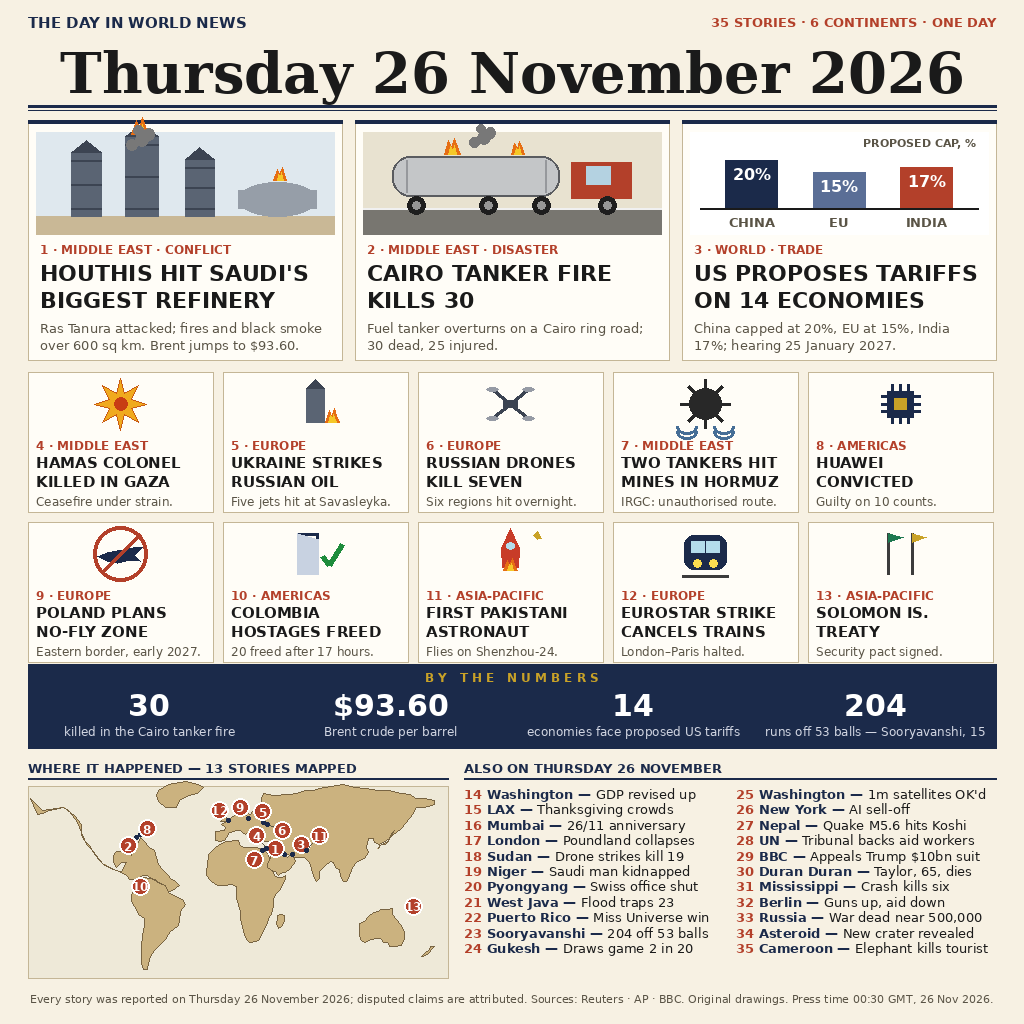 THE DAY IN WORLD NEWS
35 STORIES · 6 CONTINENTS · ONE DAY
Thursday 26 November 2026
1 · MIDDLE EAST · CONFLICT
HOUTHIS HIT SAUDI'S
BIGGEST REFINERY
Ras Tanura attacked; fires and black smoke
over 600 sq km. Brent jumps to $93.60.
2 · MIDDLE EAST · DISASTER
CAIRO TANKER FIRE
KILLS 30
Fuel tanker overturns on a Cairo ring road;
30 dead, 25 injured.
PROPOSED CAP, %
20%
15%
17%
CHINA
EU
INDIA
3 · WORLD · TRADE
US PROPOSES TARIFFS
ON 14 ECONOMIES
China capped at 20%, EU at 15%, India
17%; hearing 25 January 2027.
4 · MIDDLE EAST
HAMAS COLONEL
KILLED IN GAZA
Ceasefire under strain.
5 · EUROPE
UKRAINE STRIKES
RUSSIAN OIL
Five jets hit at Savasleyka.
6 · EUROPE
RUSSIAN DRONES
KILL SEVEN
Six regions hit overnight.
7 · MIDDLE EAST
TWO TANKERS HIT
MINES IN HORMUZ
IRGC: unauthorised route.
8 · AMERICAS
HUAWEI
CONVICTED
Guilty on 10 counts.
9 · EUROPE
POLAND PLANS
NO-FLY ZONE
Eastern border, early 2027.
10 · AMERICAS
COLOMBIA
HOSTAGES FREED
20 freed after 17 hours.
11 · ASIA-PACIFIC
FIRST PAKISTANI
ASTRONAUT
Flies on Shenzhou-24.
12 · EUROPE
EUROSTAR STRIKE
CANCELS TRAINS
London–Paris halted.
13 · ASIA-PACIFIC
SOLOMON IS.
TREATY
Security pact signed.
BY THE NUMBERS
30
killed in the Cairo tanker fire
$93.60
Brent crude per barrel
14
economies face proposed US tariffs
204
runs off 53 balls — Sooryavanshi, 15
WHERE IT HAPPENED — 13 STORIES MAPPED
12
9
5
8
2
4
6
11
3
1
7
10
13
ALSO ON THURSDAY 26 NOVEMBER
14 Washington — GDP revised up
15 LAX — Thanksgiving crowds
16 Mumbai — 26/11 anniversary
17 London — Poundland collapses
18 Sudan — Drone strikes kill 19
19 Niger — Saudi man kidnapped
20 Pyongyang — Swiss office shut
21 West Java — Flood traps 23
22 Puerto Rico — Miss Universe win
23 Sooryavanshi — 204 off 53 balls
24 Gukesh — Draws game 2 in 20
25 Washington — 1m satellites OK'd
26 New York — AI sell-off
27 Nepal — Quake M5.6 hits Koshi
28 UN — Tribunal backs aid workers
29 BBC — Appeals Trump $10bn suit
30 Duran Duran — Taylor, 65, dies
31 Mississippi — Crash kills six
32 Berlin — Guns up, aid down
33 Russia — War dead near 500,000
34 Asteroid — New crater revealed
35 Cameroon — Elephant kills tourist
Every story was reported on Thursday 26 November 2026; disputed claims are attributed. Sources: Reuters · AP · BBC. Original drawings. Press time 00:30 GMT, 26 Nov 2026.